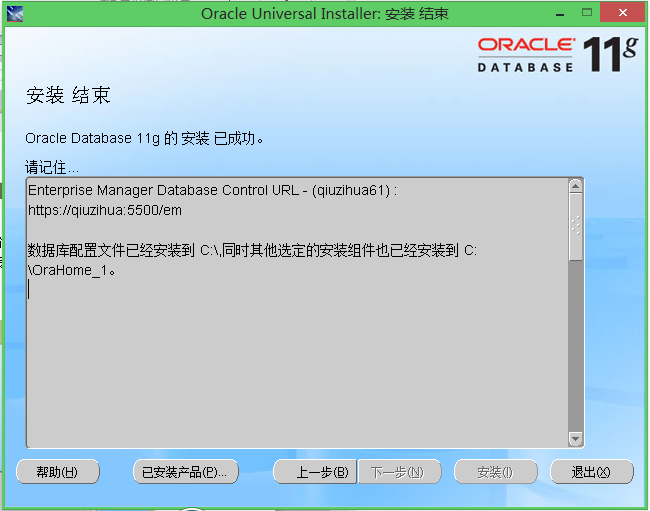 Oracle Universal Installer: 安装 结束
ORACLE
DATABASE 11g
安装 结束
Oracle Database 11g 的 安装 已成功。
请记住...
Enterprise Manager Database Control URL - (qiuzihua61) :
https://qiuzihua:5500/em
数据库配置文件已经安装到 C:\,同时其他选定的安装组件也已经安装到 C:
\OraHome_1。
帮助(H) 已安装产品(P)... 上一步(B) 下一步(N) 安装(I) 退出(X)